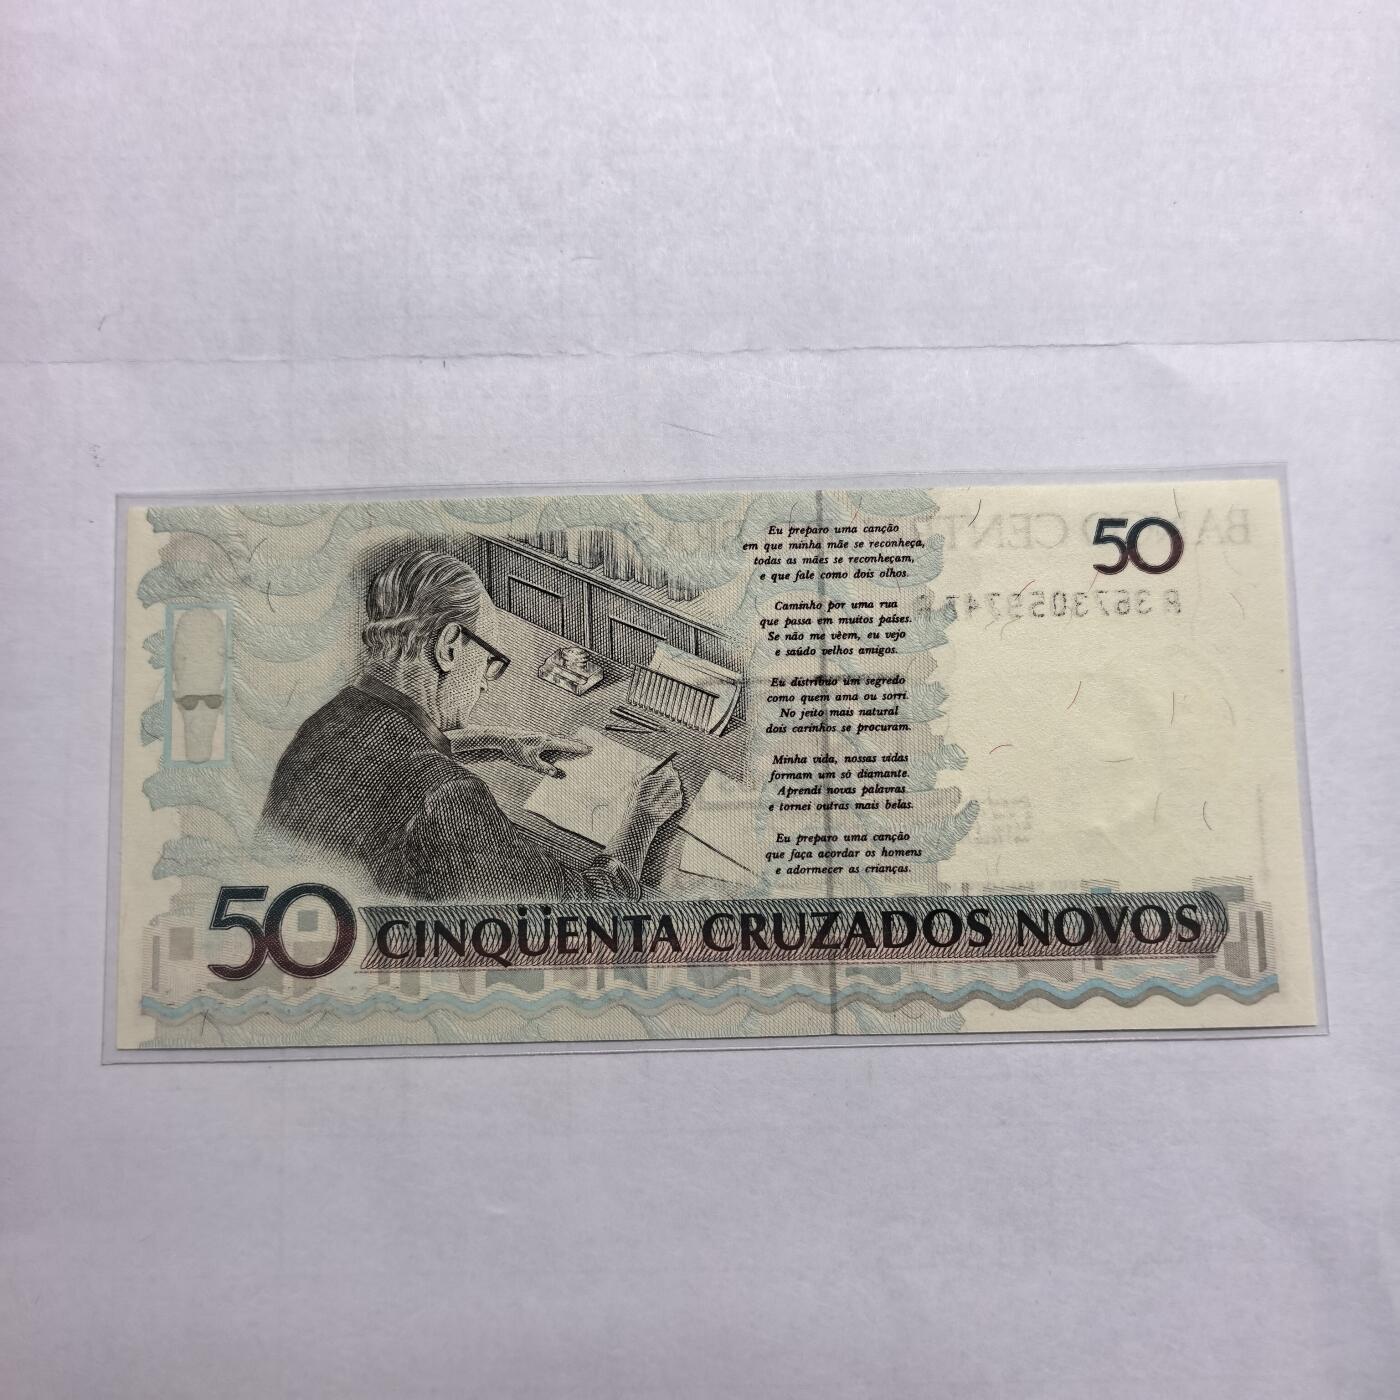 Eu preparo uma canção
em que minha mãe se reconheça,
todas as mães se reconheçam,
e que fale como dois olhos.
Caminho por uma rua
que passa em muitos países.
Se não me vêem, eu vejo
e saúdo velhos amigos.
Eu distribuo um segredo
como quem ama ou sorri.
No jeito mais natural
dois carinhos se procuram.
Minha vida, nossas vidas
formam um só diamante.
Aprendi novas palavras
e tornei outras mais belas.
Eu preparo uma canção
que faça acordar os homens
e adormecer as crianças.
50
50 CINQÜENTA CRUZADOS NOVOS